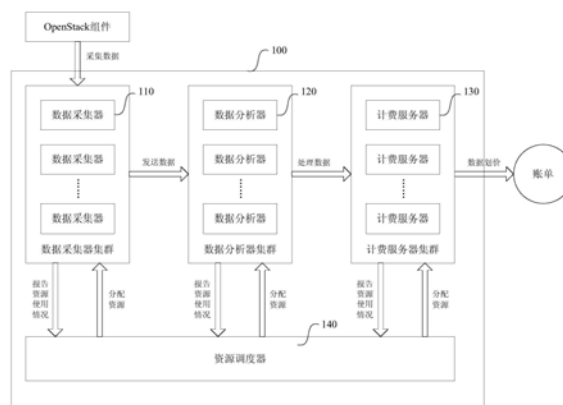 OpenStack组件
采集数据
100
110
120
130
数据采集器
数据分析器
计费服务器
数据采集器
数据分析器
计费服务器
发送数据
处理数据
数据划价
账单
数据采集器
数据分析器
计费服务器
数据采集器集群
数据分析器集群
计费服务器集群
报告
资源
使用
情况
分配
资源
报告
资源
使用
情况
分配
资源
报告
资源
使用
情况
分配
资源
140
资源调度器